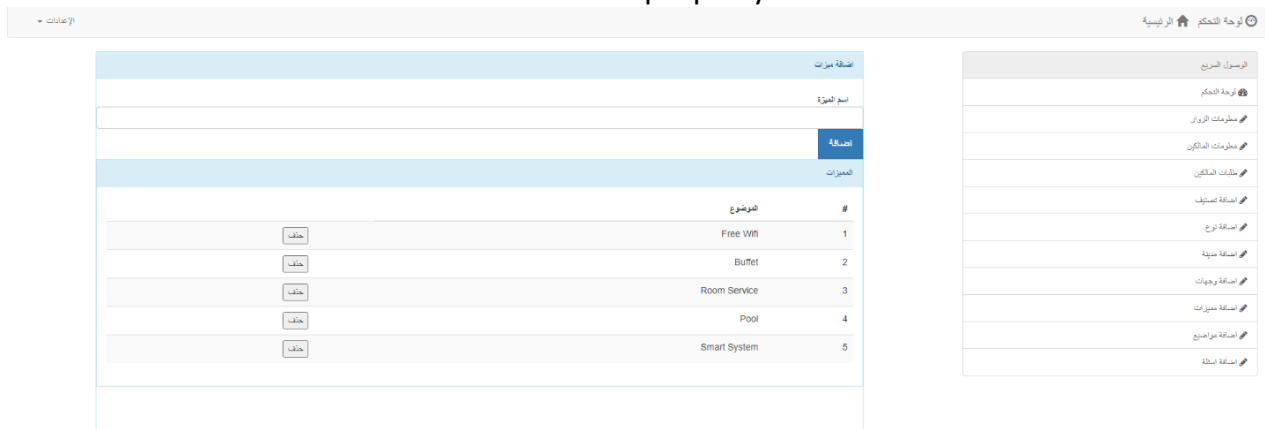 لوحة التحكم الرئيسية الإعدادات
الوصول السريع
لوحة التحكم
معلومات الزوار
معلومات المالكين
طلبات المالكين
اضافة تصنيف
اضافة نوع
اضافة مدينة
اضافة وجهات
اضافة مميزات
اضافة مواضيع
اضافة اسئلة
اضافة ميزات
اسم الميزة
اضافة
المميزات
# الموضوع
1 Free Wifi حذف
2 Buffet حذف
3 Room Service حذف
4 Pool حذف
5 Smart System حذف